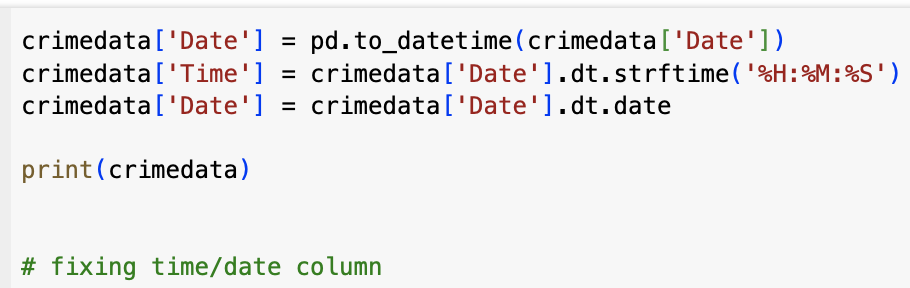 crimedata['Date'] = pd.to_datetime(crimedata['Date'])
crimedata['Time'] = crimedata['Date'].dt.strftime('%H:%M:%S')
crimedata['Date'] = crimedata['Date'].dt.date
print(crimedata)
# fixing time/date column